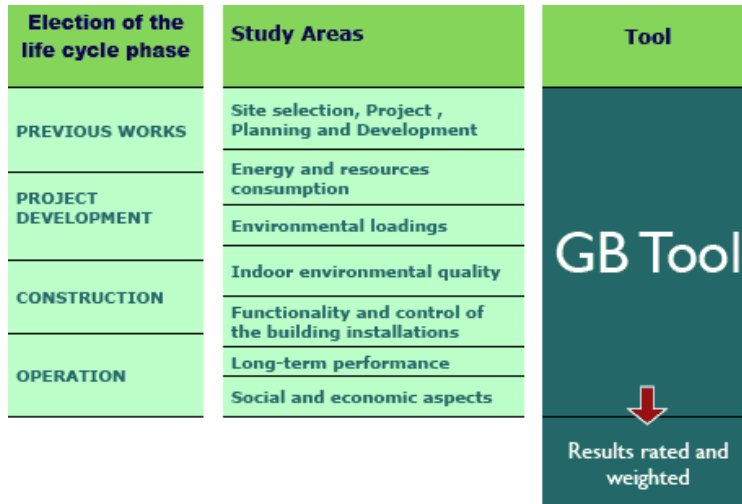 Election of the
life cycle phase
PREVIOUS WORKS
PROJECT
DEVELOPMENT
CONSTRUCTION
OPERATION
Study Areas
Site selection, Project ,
Planning and Development
Energy and resources
consumption
Environmental loadings
Indoor environmental quality
Functionality and control of
the building installations
Long-term performance
Social and economic aspects
Tool
GB Tool
Results rated and
weighted